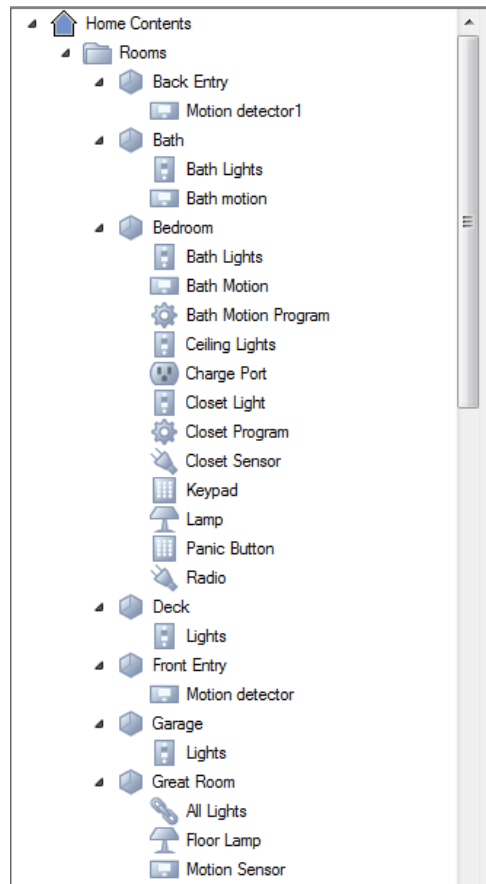 Home Contents
Rooms
Back Entry
Motion detector1
Bath
Bath Lights
Bath motion
Bedroom
Bath Lights
Bath Motion
Bath Motion Program
Ceiling Lights
Charge Port
Closet Light
Closet Program
Closet Sensor
Keypad
Lamp
Panic Button
Radio
Deck
Lights
Front Entry
Motion detector
Garage
Lights
Great Room
All Lights
Floor Lamp
Motion Sensor